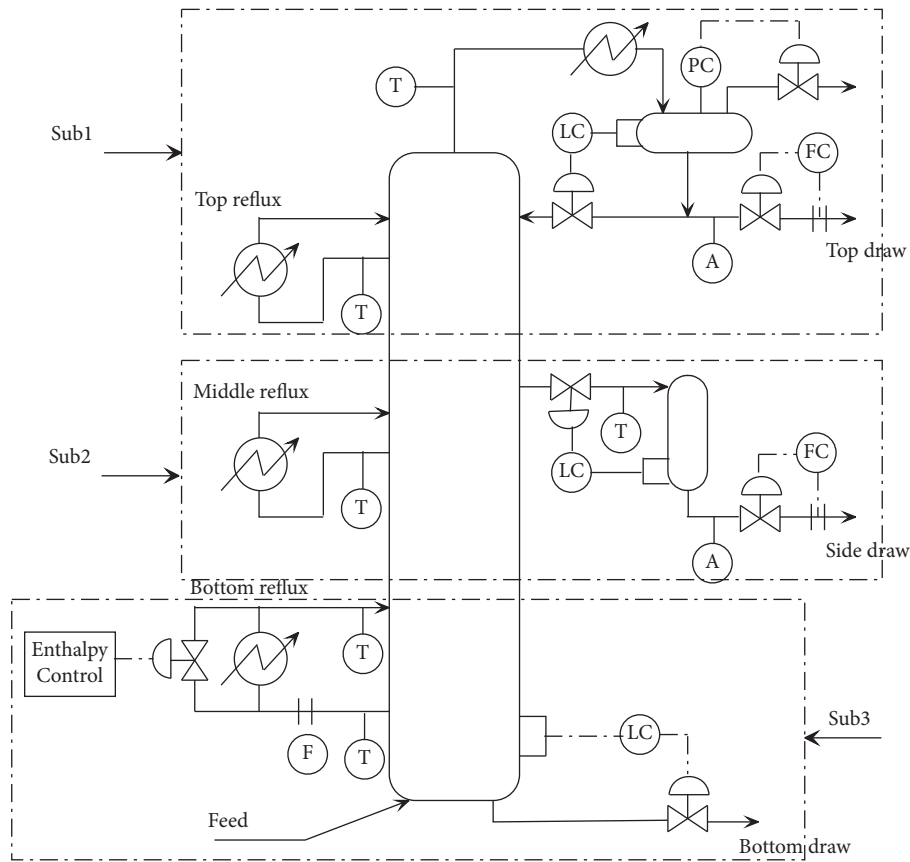 PC
T
LC
FC
Sub1
Top reflux
A
Top draw
T
Middle reflux
T
FC
Sub2
LC
T
Side draw
A
Bottom reflux
Enthalpy
Control
T
Sub3
LC
F
T
Feed
Bottom draw